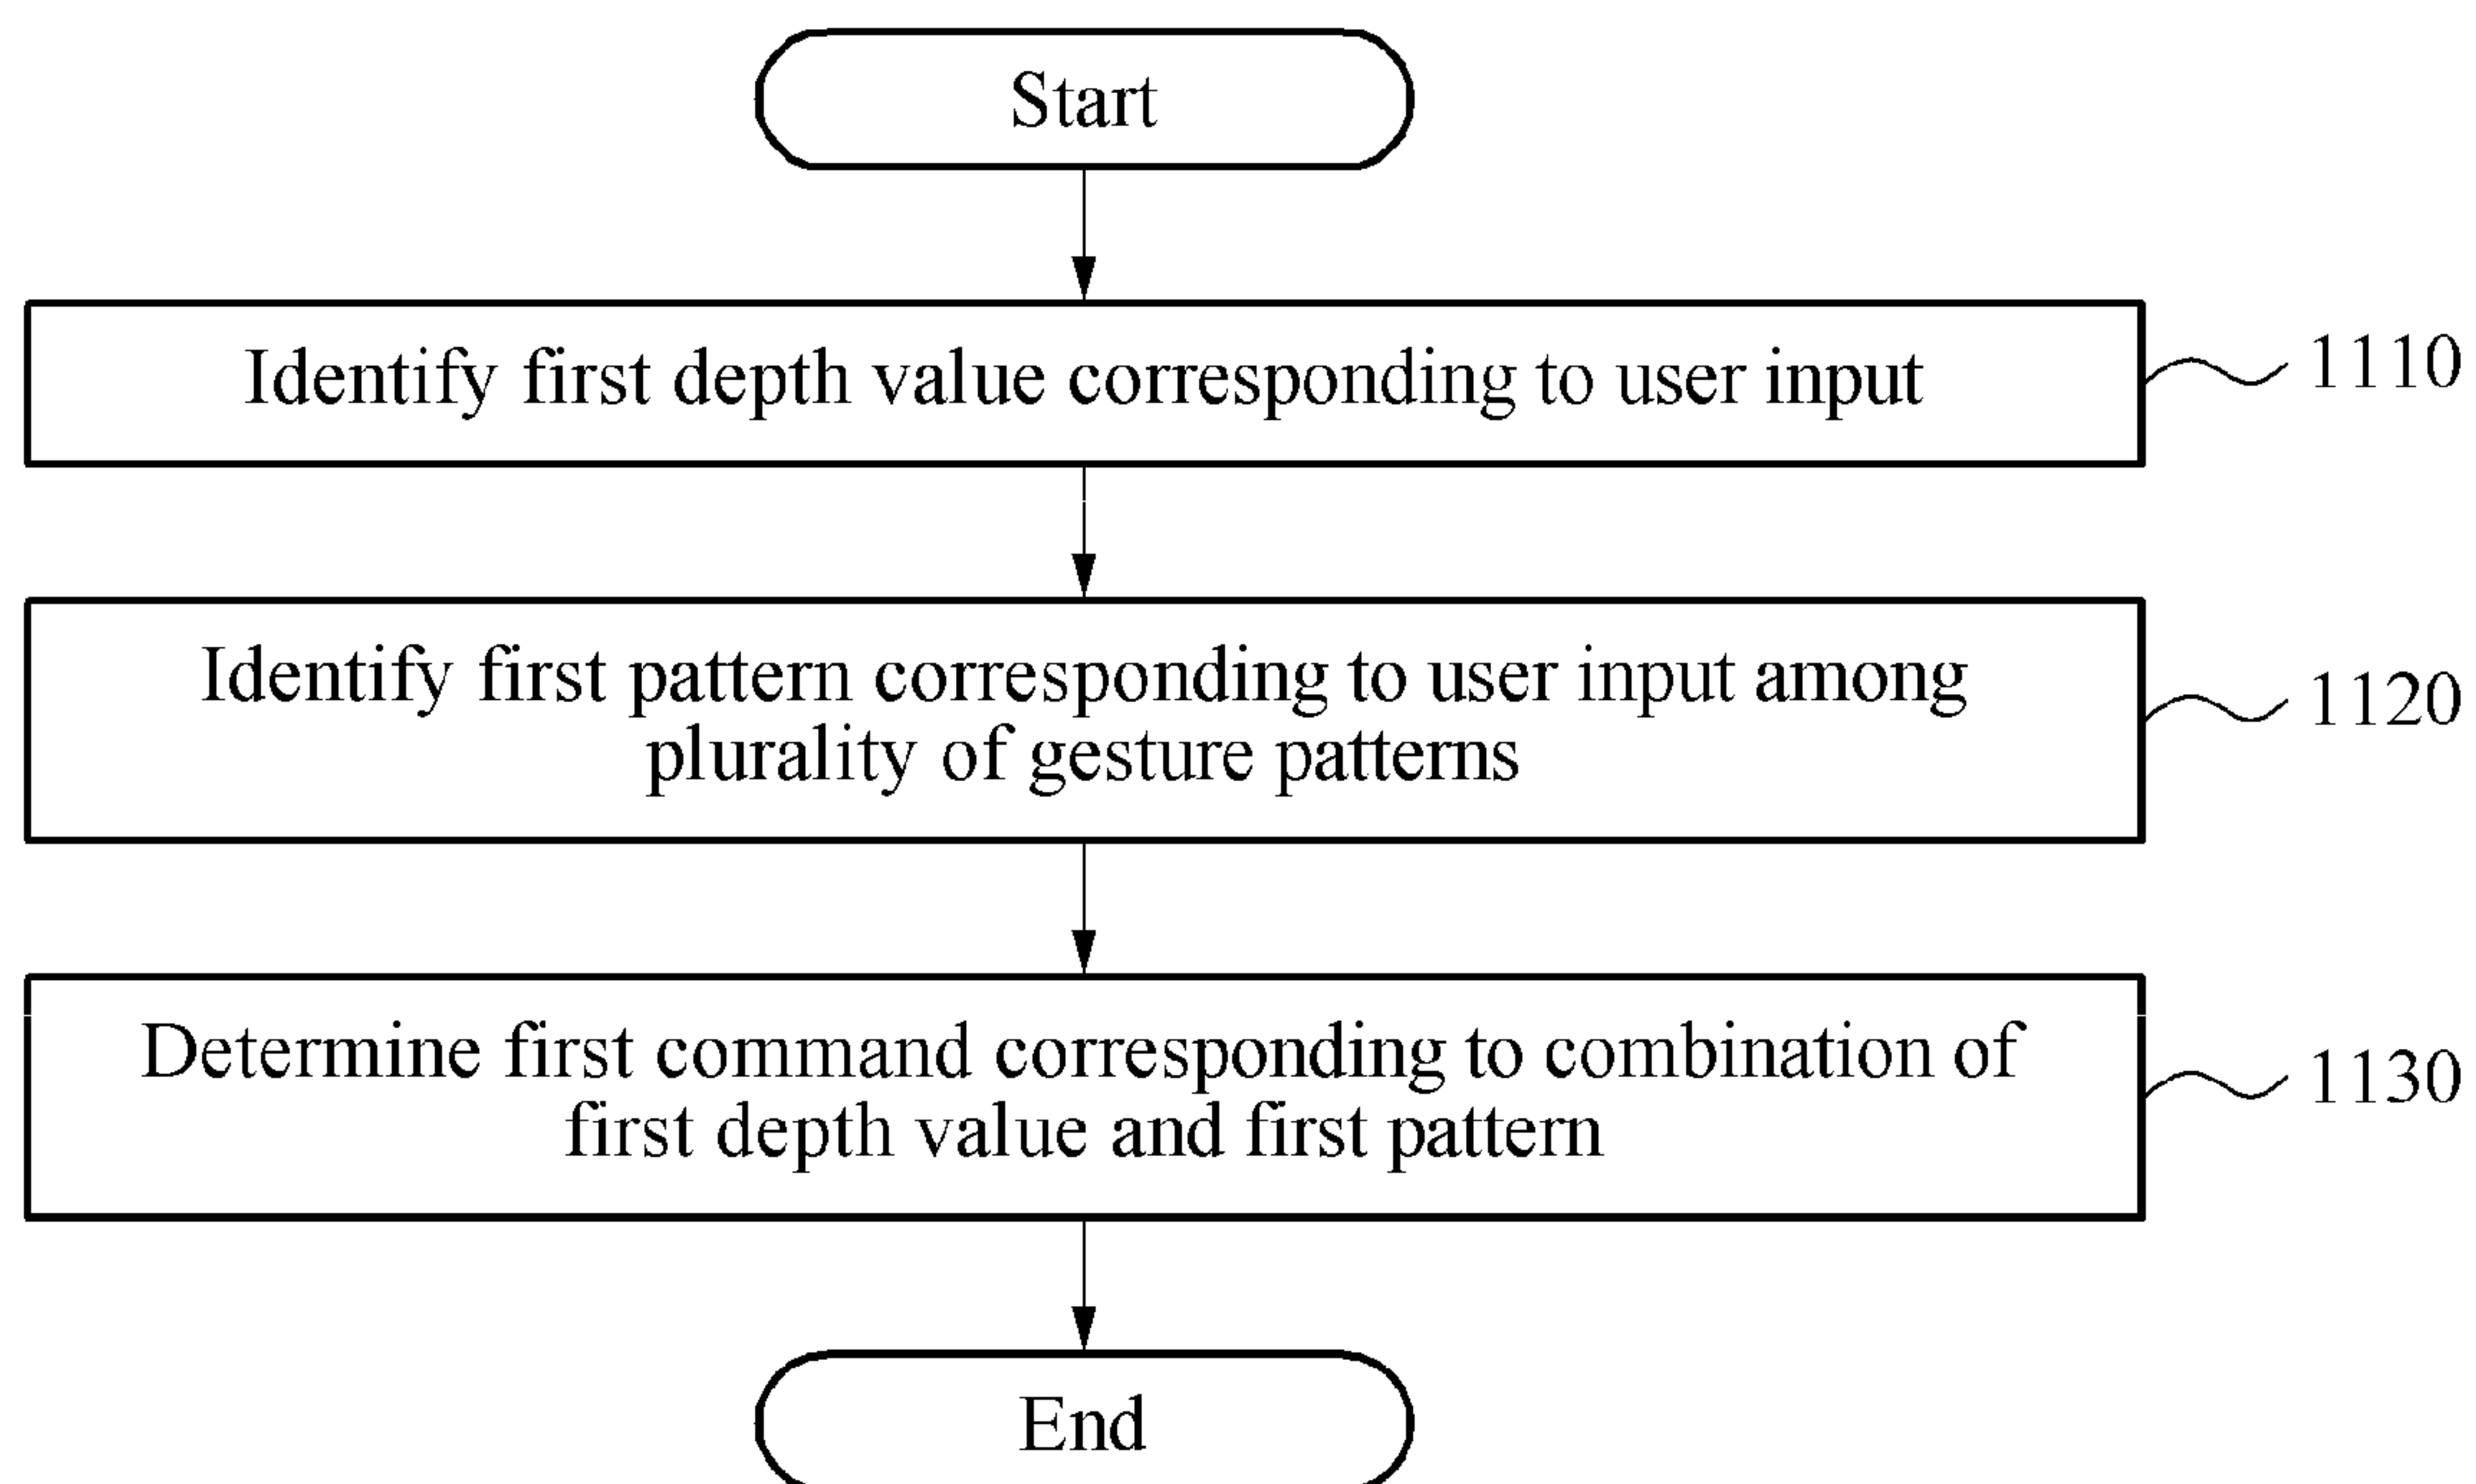 Start
Identify first depth value corresponding to user input
1110
Identify first pattern corresponding to user input among
plurality of gesture patterns
1120
Determine first command corresponding to combination of
first depth value and first pattern
1130
End